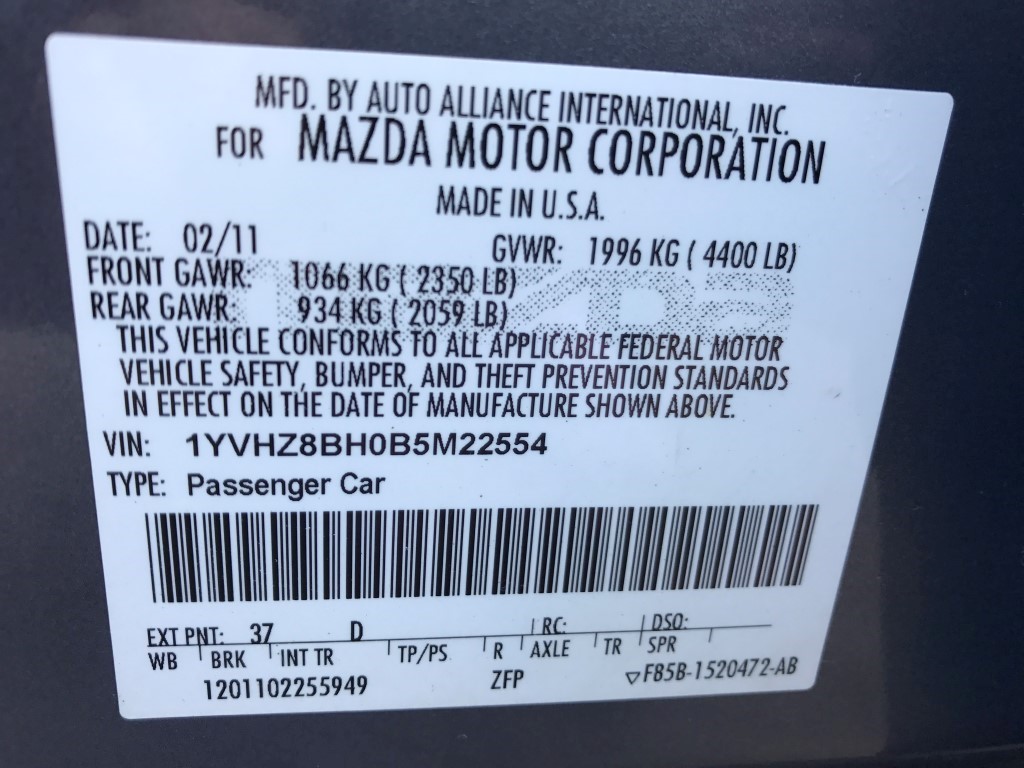 MFD. BY AUTO ALLIANCE INTERNATIONAL, INC.
FOR MAZDA MOTOR CORPORATION
MADE IN U.S.A.
DATE: 02/11 GVWR: 1996 KG ( 4400 LB)
FRONT GAWR: 1066 KG ( 2350 LB)
REAR GAWR: 934 KG ( 2059 LB)
THIS VEHICLE CONFORMS TO ALL APPLICABLE FEDERAL MOTOR
VEHICLE SAFETY, BUMPER, AND THEFT PREVENTION STANDARDS
IN EFFECT ON THE DATE OF MANUFACTURE SHOWN ABOVE.
VIN: 1YVHZ8BH0B5M22554
TYPE: Passenger Car
EXT PNT: 37 D RC: DSO:
WB BRK INT TR TP/PS R AXLE TR SPR
1201102255949 ZFP ▽FB5B-1520472-AB